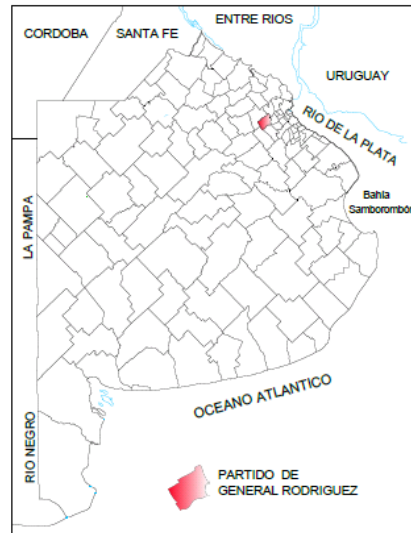 ENTRE RIOS
CORDOBA
SANTA FE
URUGUAY
RIO DE LA PLATA
Bahía
Samborombón
LA PAMPA
OCEANO ATLANTICO
RIO NEGRO
PARTIDO DE
GENERAL RODRIGUEZ